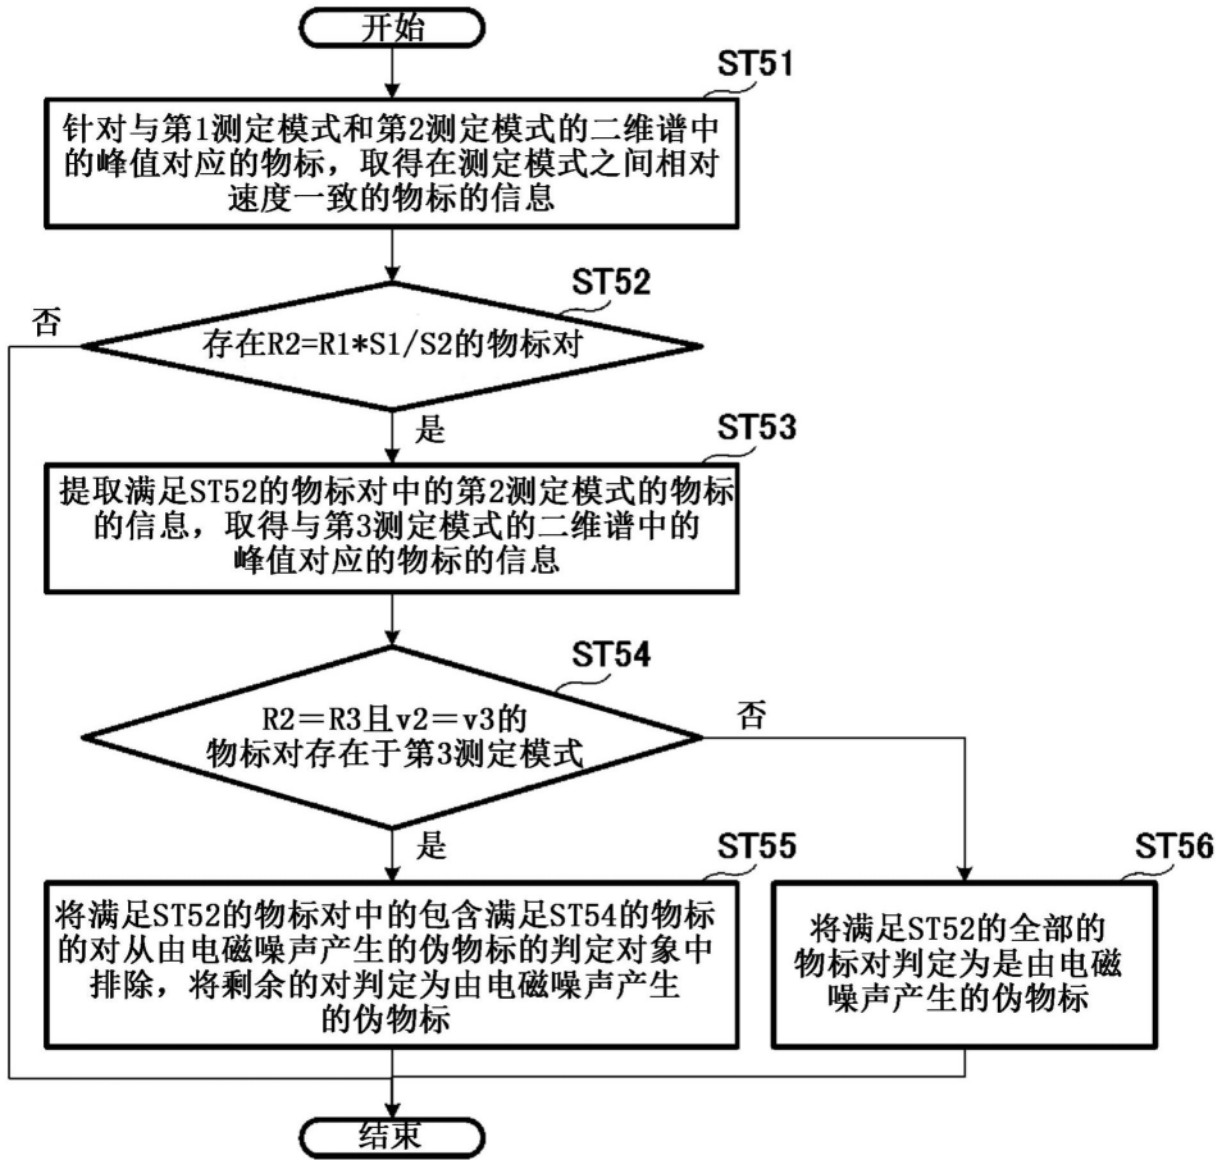 开始
ST51
针对与第1测定模式和第2测定模式的二维谱中
的峰值对应的物标，取得在测定模式之间相对
速度一致的物标的信息
ST52
否
存在R2=R1*S1/S2的物标对
是
ST53
提取满足ST52的物标对中的第2测定模式的物标
的信息，取得与第3测定模式的二维谱中的
峰值对应的物标的信息
ST54
R2＝R3且v2＝v3的
物标对存在于第3测定模式
否
是
ST55
将满足ST52的物标对中的包含满足ST54的物标
的对从由电磁噪声产生的伪物标的判定对象中
排除，将剩余的对判定为由电磁噪声产生
的伪物标
ST56
将满足ST52的全部的
物标对判定为是由电磁
噪声产生的伪物标
结束